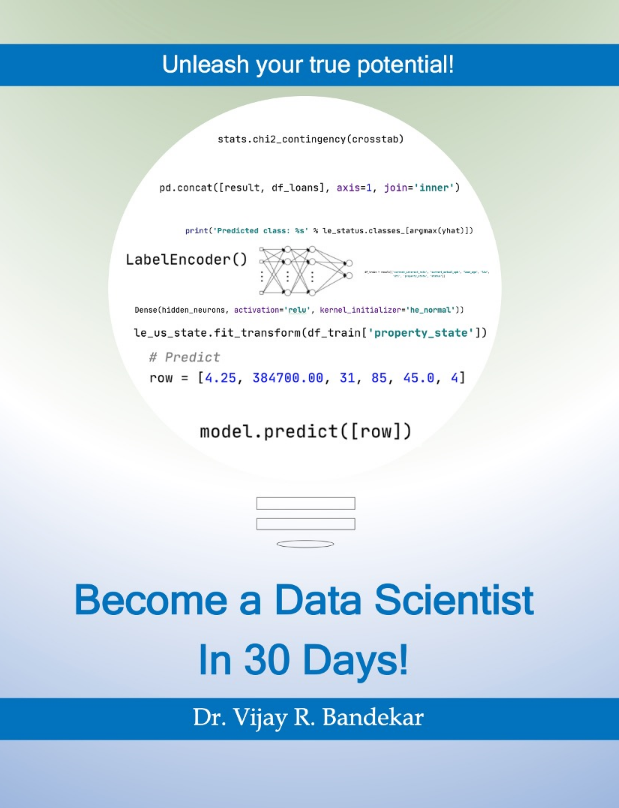 Unleash your true potential!
stats.chi2_contingency(crosstab)
pd.concat([result, df_loans], axis=1, join='inner')
print('Predicted class: %s' % le_status.classes_[argmax(yhat)])
LabelEncoder()
Dense(hidden_neurons, activation='relu', kernel_initializer='he_normal'))
le_us_state.fit_transform(df_train['property_state'])
# Predict
row = [4.25, 384700.00, 31, 85, 45.0, 4]
model.predict([row])
Become a Data Scientist
In 30 Days!
Dr. Vijay R. Bandekar